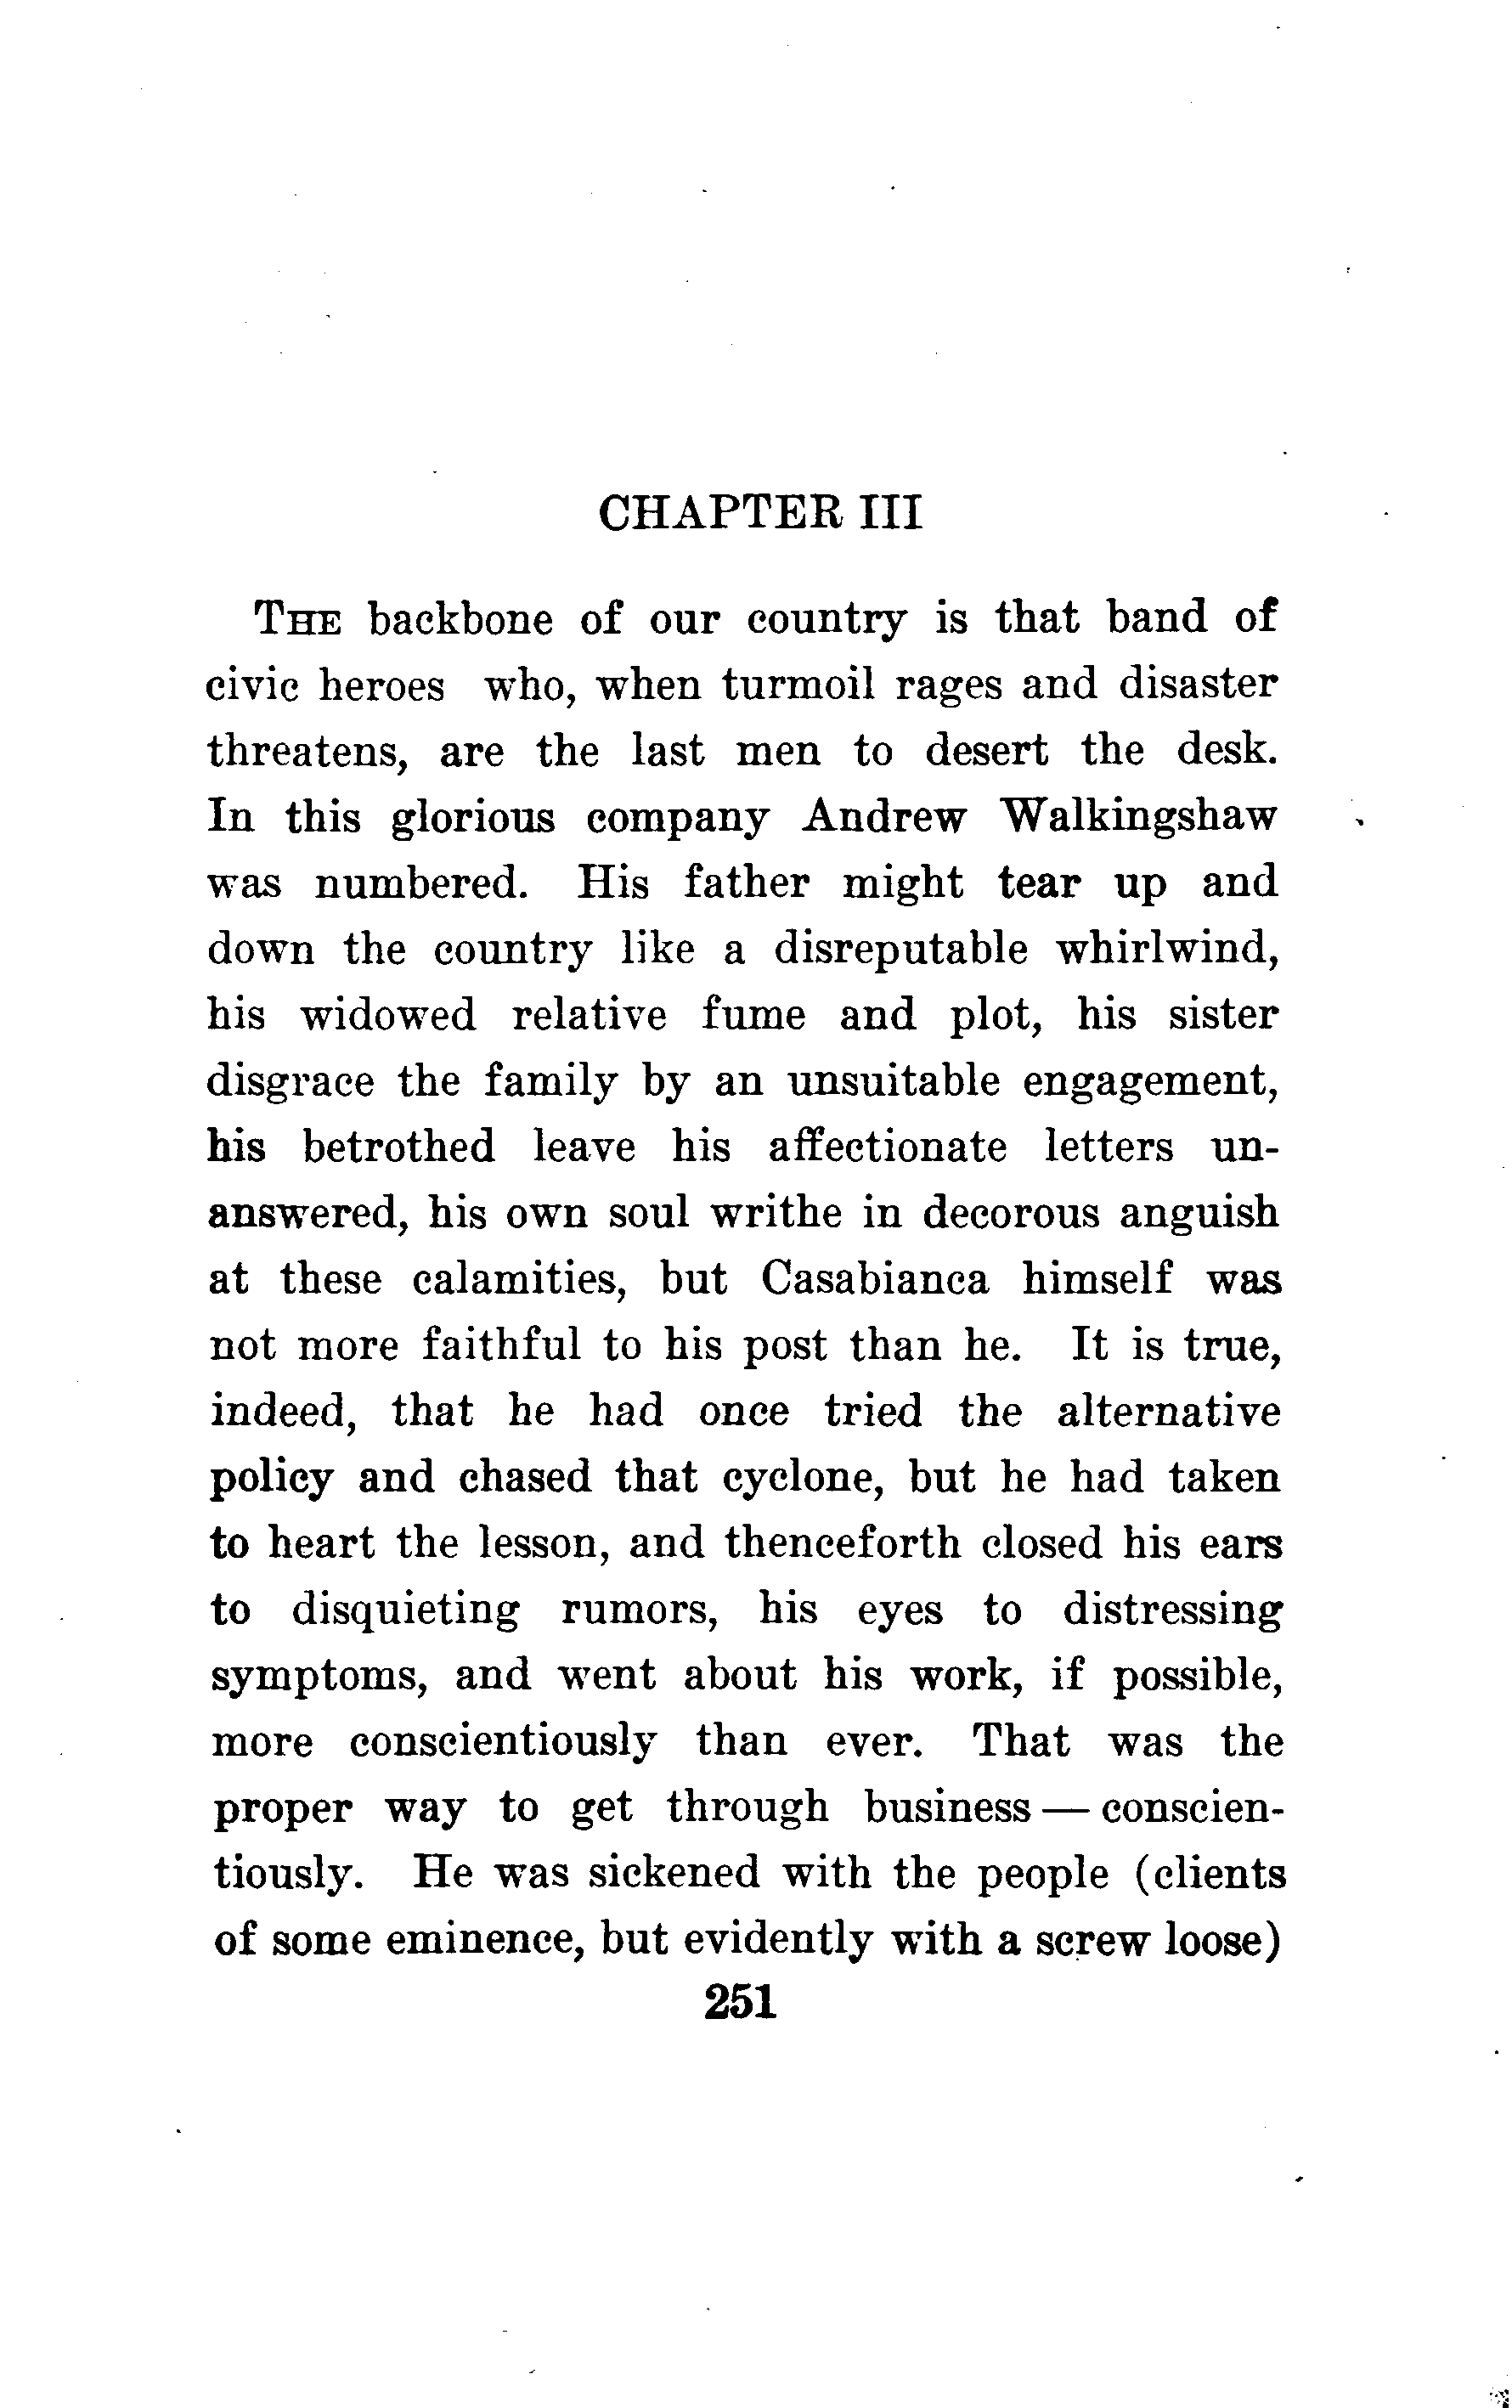 CHAPTER III
THE backbone of our country is that band of
civic heroes who, when turmoil rages and disaster
threatens, are the last men to desert the desk.
In this glorious company Andrew Walkingshaw
was numbered. His father might tear up and
down the country like a disreputable whirlwind,
his widowed relative fume and plot, his sister
disgrace the family by an unsuitable engagement,
his betrothed leave his affectionate letters un-
answered, his own soul writhe in decorous anguish
at these calamities, but Casabianca himself was
not more faithful to his post than he. It is true,
indeed, that he had once tried the alternative
policy and chased that cyclone, but he had taken
to heart the lesson, and thenceforth closed his ears
to disquieting rumors, his eyes to distressing
symptoms, and went about his work, if possible,
more conscientiously than ever. That was the
proper way to get through business — conscien-
tiously. He was sickened with the people (clients
of some eminence, but evidently with a screw loose)
251